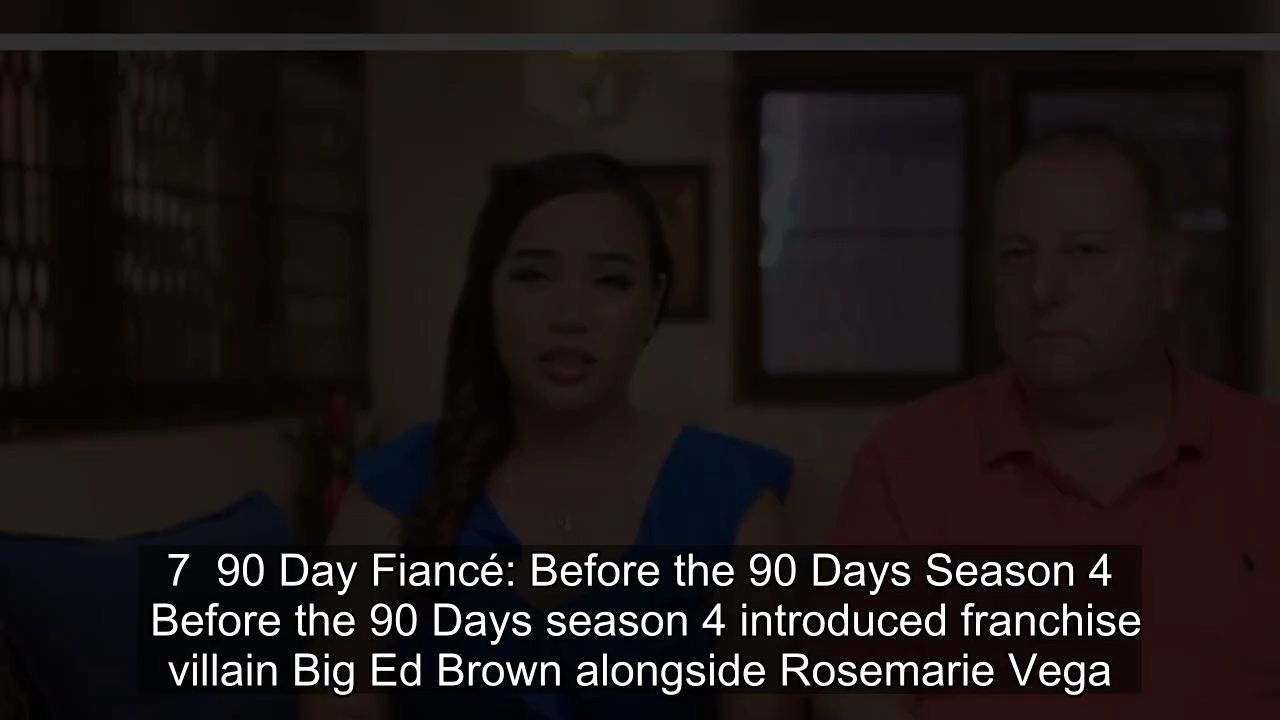 7  90 Day Fiancé: Before the 90 Days Season 4
Before the 90 Days season 4 introduced franchise
villain Big Ed Brown alongside Rosemarie Vega